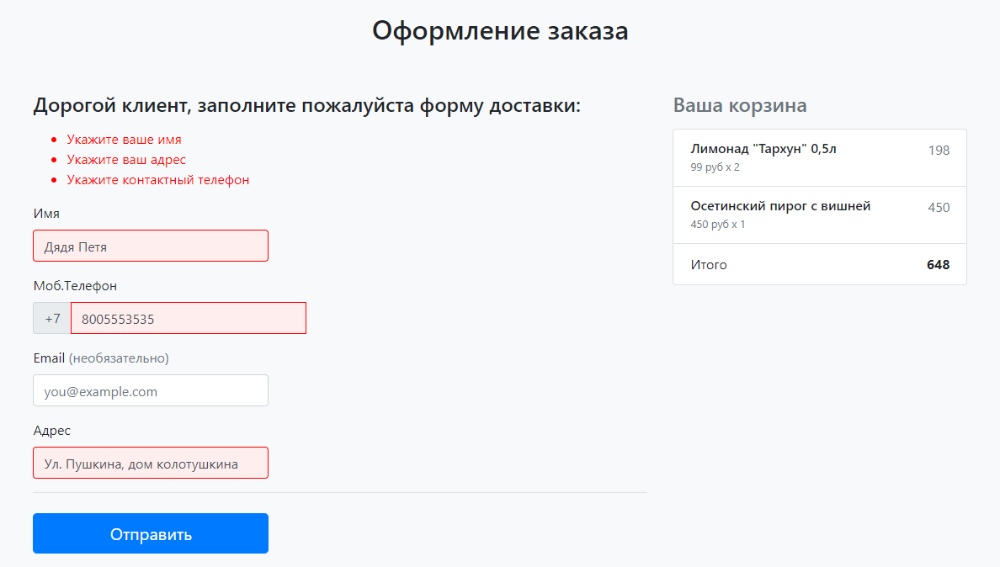 Оформление заказа
Дорогой клиент, заполните пожалуйста форму доставки:
Укажите ваше имя
Укажите ваш адрес
Укажите контактный телефон
Имя
Дядя Петя
Моб.Телефон
+7 8005553535
Email (необязательно)
you@example.com
Адрес
Ул. Пушкина, дом колотушкина
Отправить
Ваша корзина
Лимонад "Тархун" 0,5л 198
99 руб x 2
Осетинский пирог с вишней 450
450 руб x 1
Итого 648